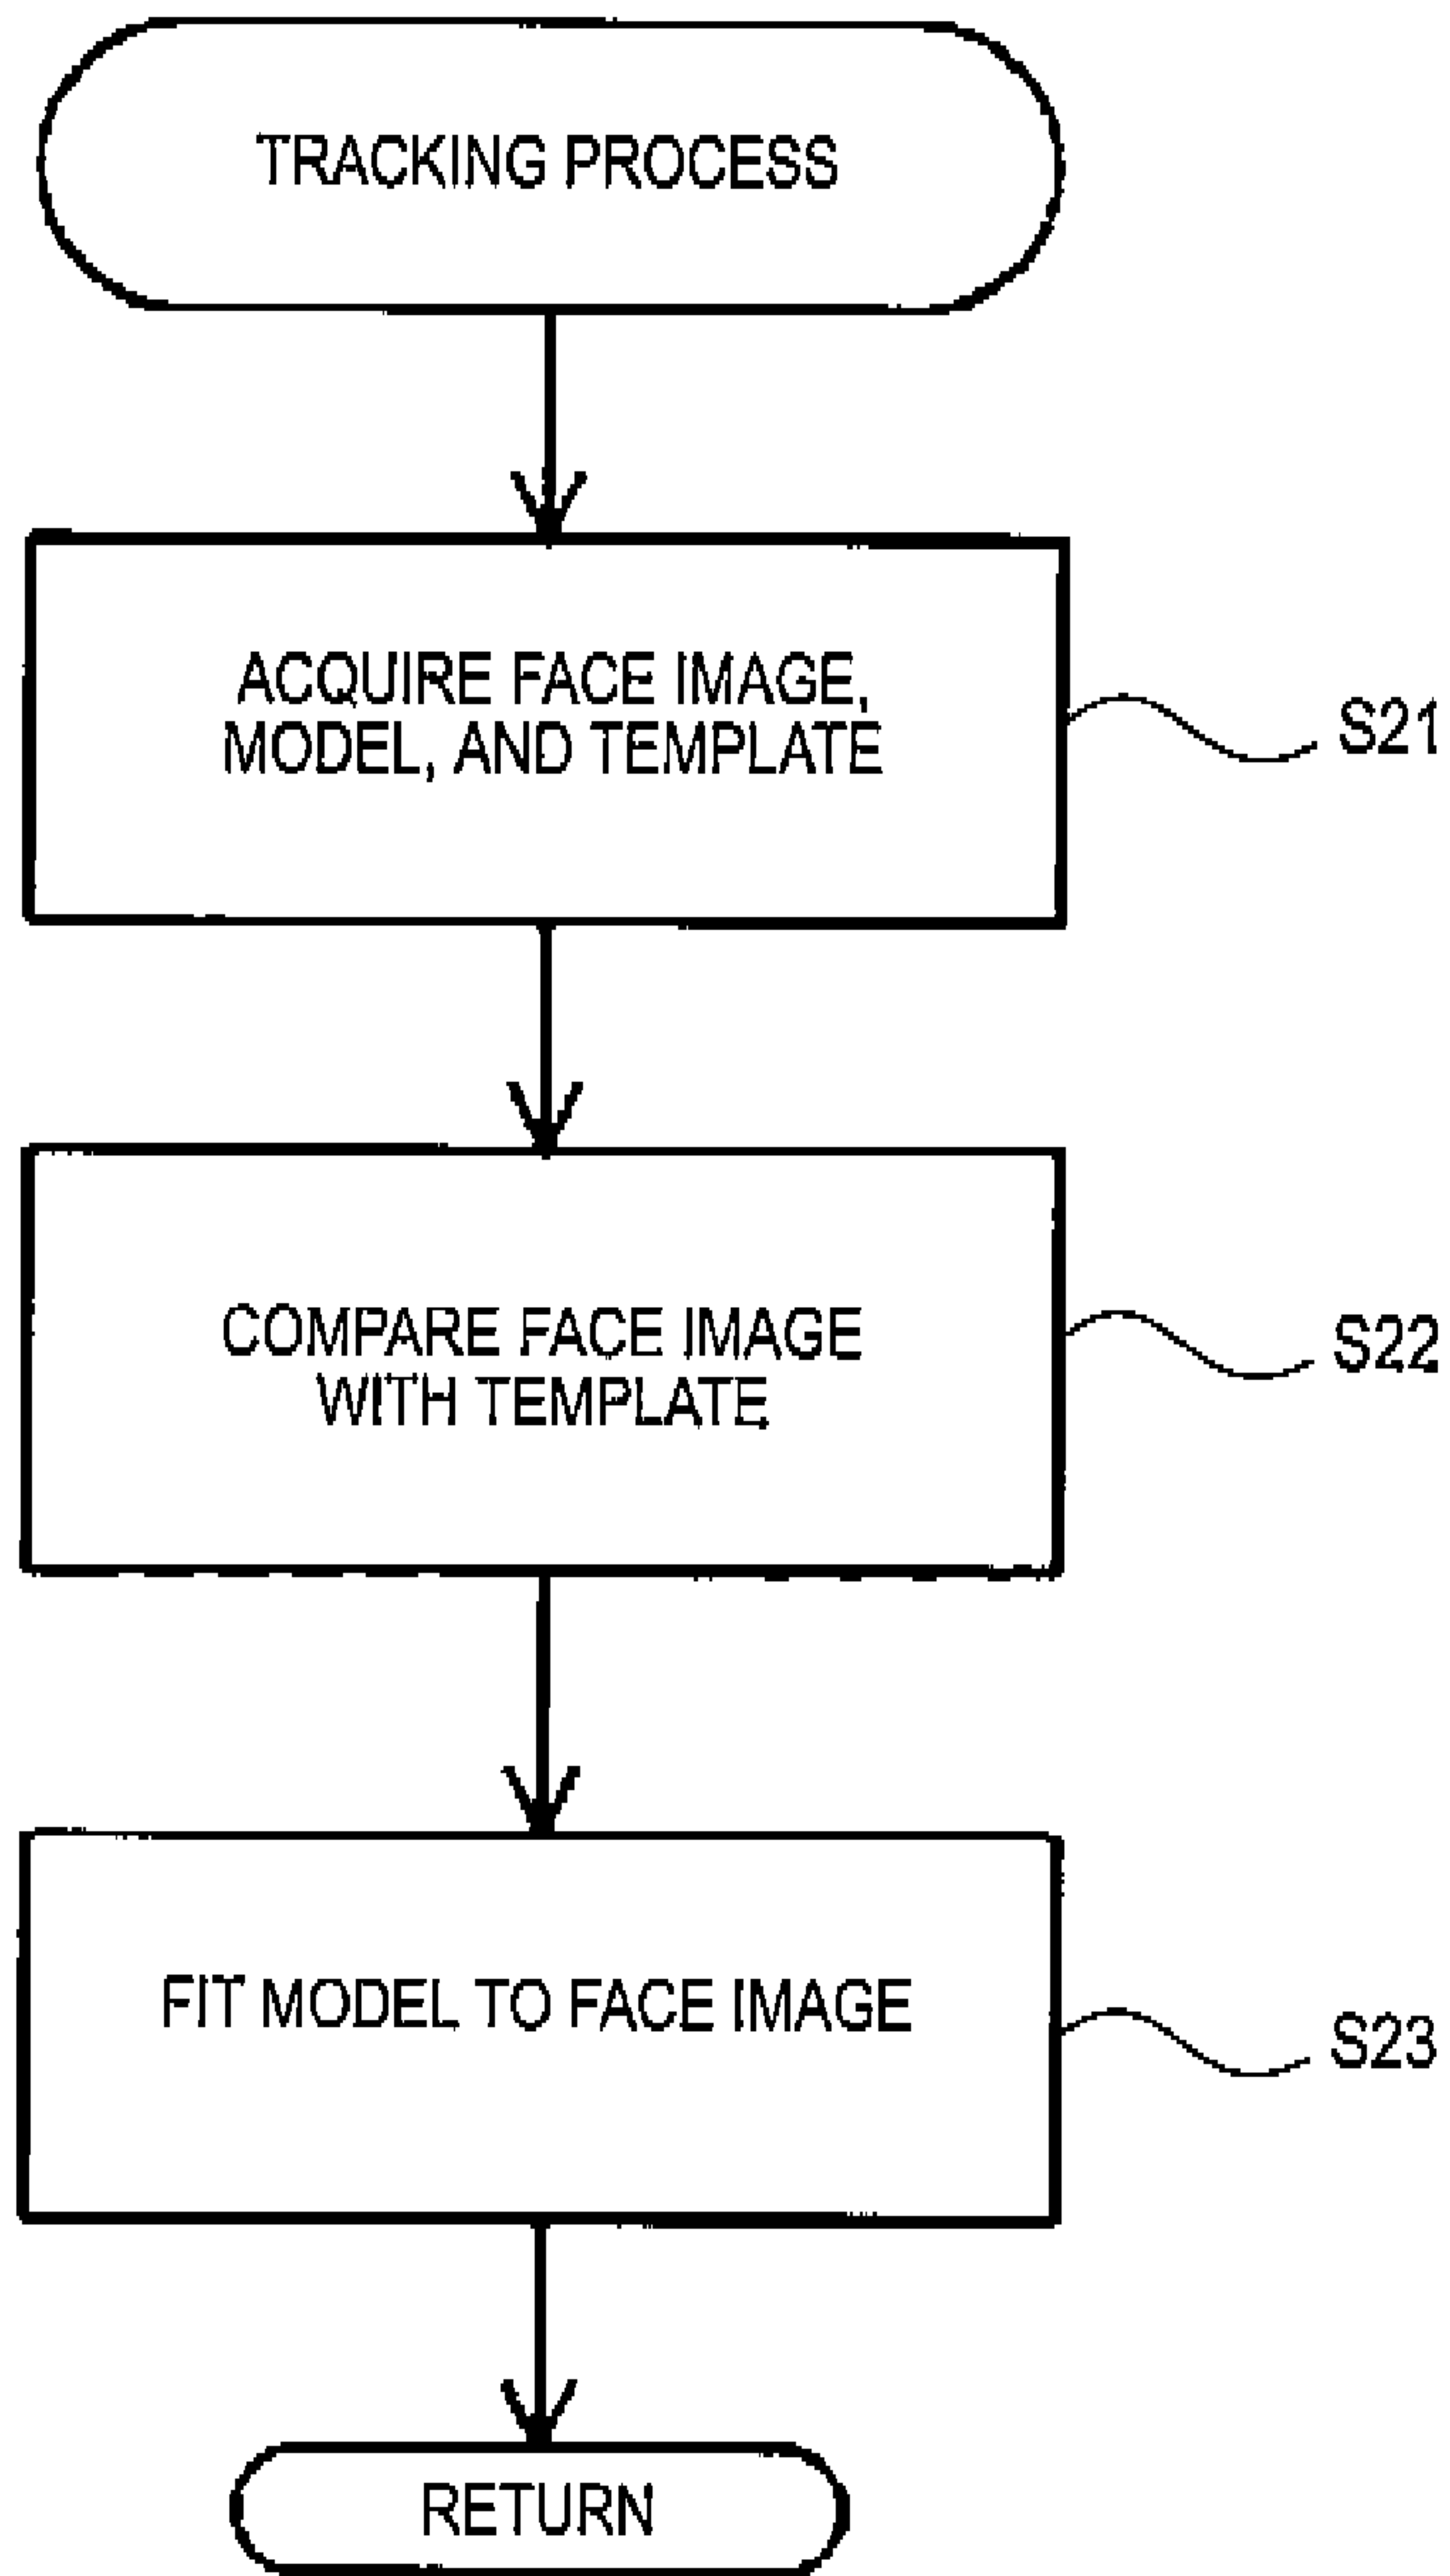 TRACKING PROCESS
ACQUIRE FACE IMAGE,
MODEL, AND TEMPLATE
S21
COMPARE FACE IMAGE
WITH TEMPLATE
S22
FIT MODEL TO FACE IMAGE
S23
RETURN